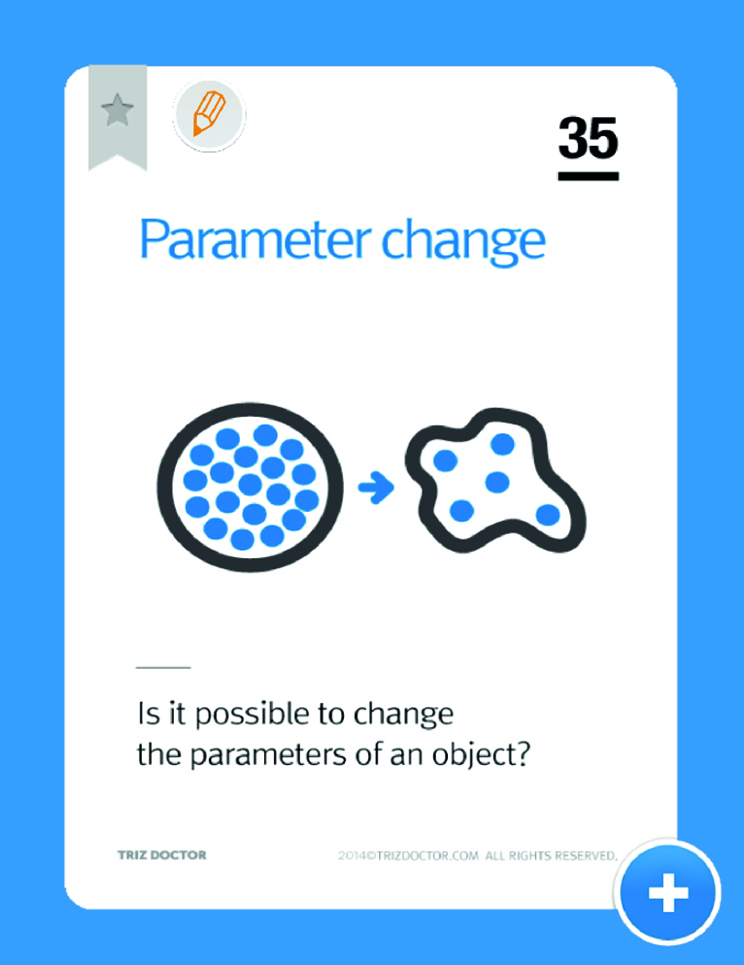 35
Parameter change
Is it possible to change
the parameters of an object?
TRIZ DOCTOR
2014©TRIZDOCTOR.COM ALL RIGHTS RESERVED.